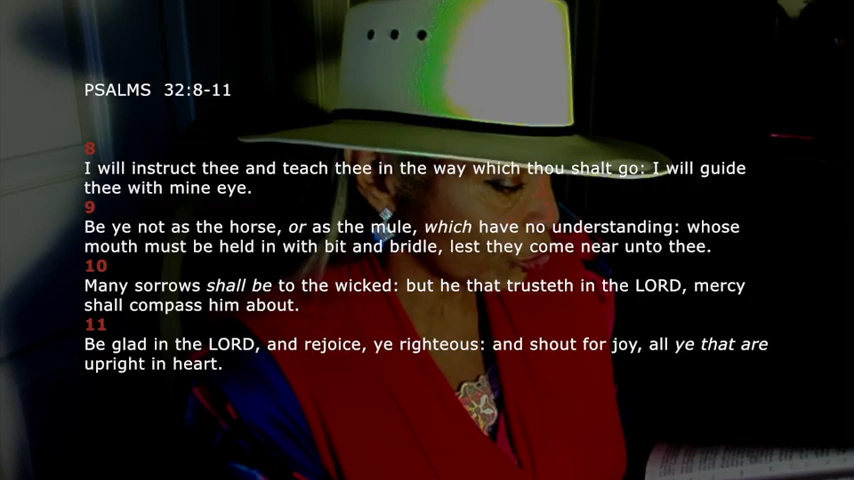 PSALMS 32:8-11
8
I will instruct thee and teach thee in the way which thou shalt go: I will guide
thee with mine eye.
9
Be ye not as the horse, or as the mule, which have no understanding: whose
mouth must be held in with bit and bridle, lest they come near unto thee.
10
Many sorrows shall be to the wicked: but he that trusteth in the LORD, mercy
shall compass him about.
11
Be glad in the LORD, and rejoice, ye righteous: and shout for joy, all ye that are
upright in heart.